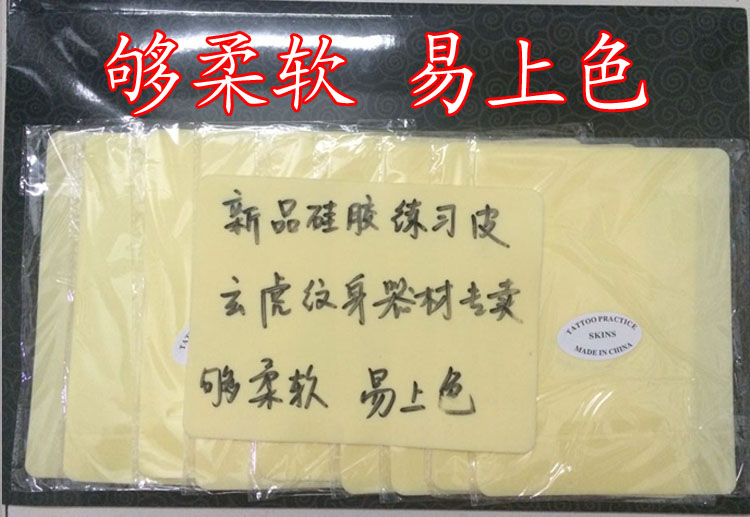 够柔软 易上色
新品硅胶练习皮
玄虎纹身器材专卖
够柔软 易上色
TATTOO PRACTICE
SKINS
MADE IN CHINA